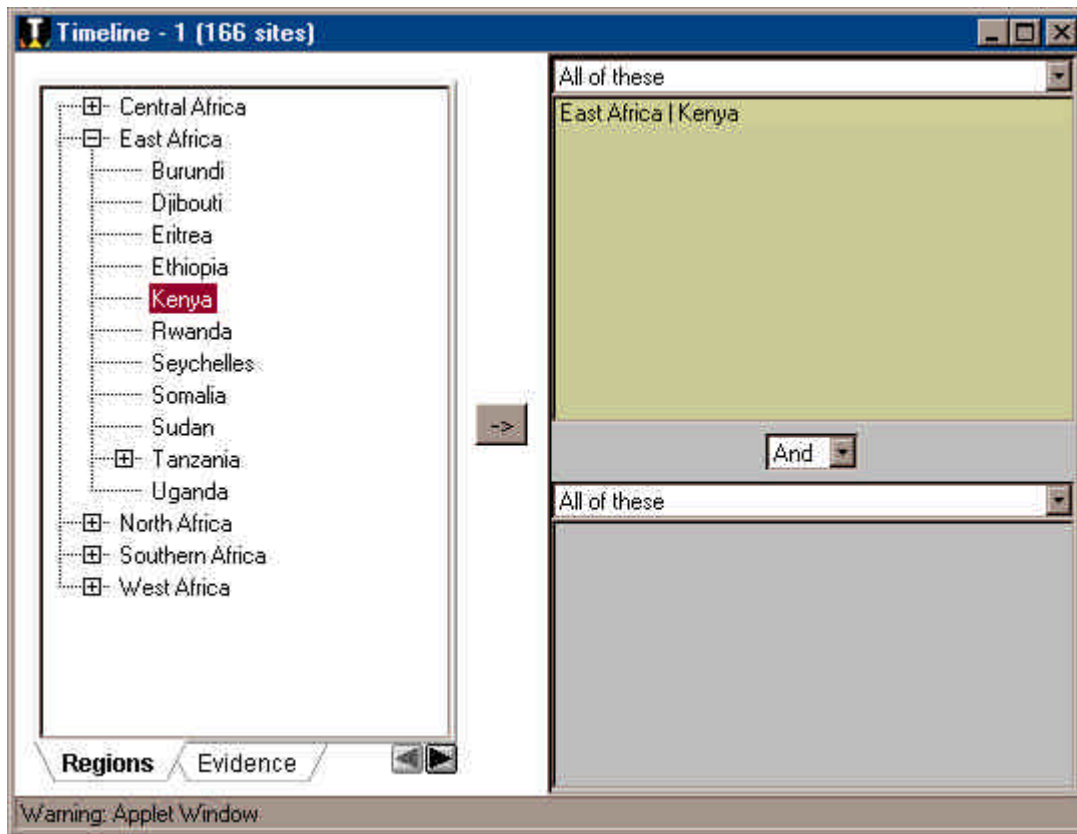 Timeline - 1 (166 sites)
Central Africa
East Africa
Burundi
Djibouti
Eritrea
Ethiopia
Kenya
Rwanda
Seychelles
Somalia
Sudan
Tanzania
Uganda
North Africa
Southern Africa
West Africa
Regions Evidence
->
All of these
East Africa | Kenya
And
All of these
Warning: Applet Window